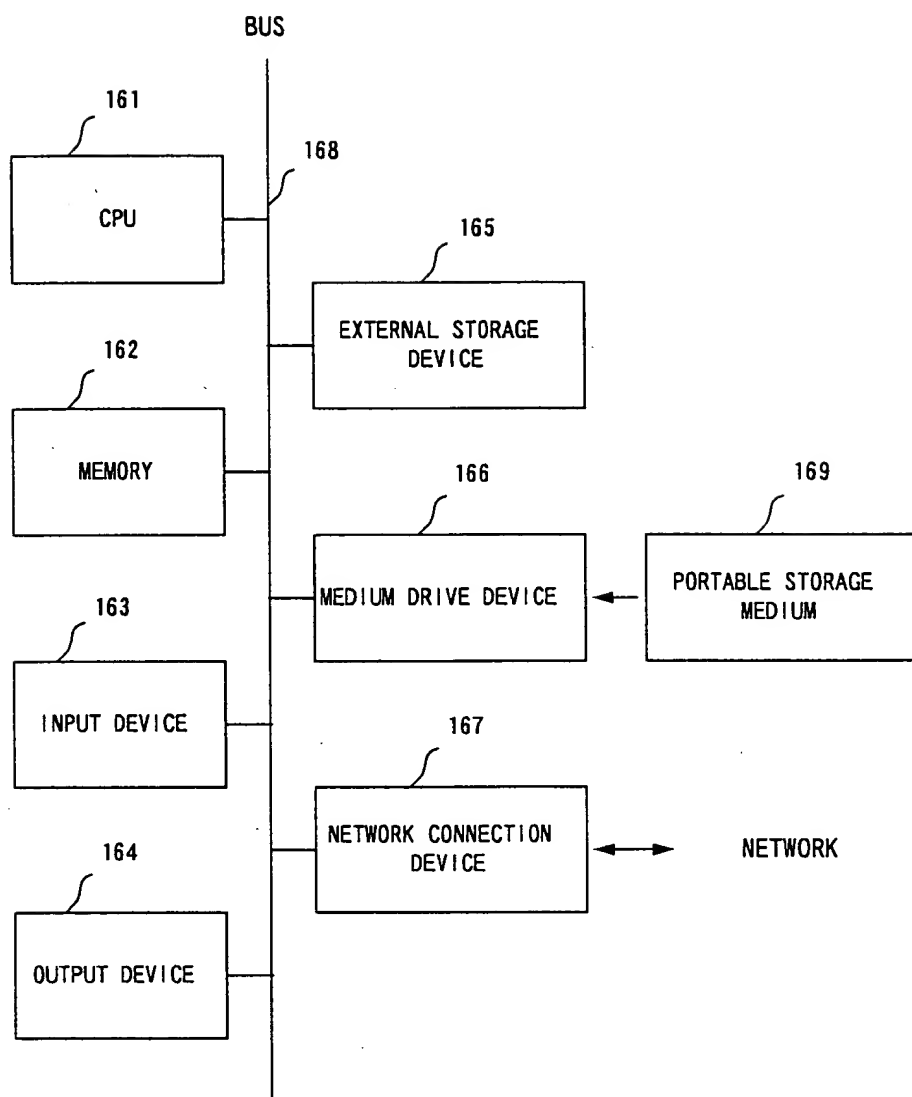 BUS
161
168
CPU
165
EXTERNAL STORAGE
DEVICE
162
MEMORY
166
169
MEDIUM DRIVE DEVICE
PORTABLE STORAGE
MEDIUM
163
INPUT DEVICE
167
NETWORK CONNECTION
DEVICE
NETWORK
164
OUTPUT DEVICE